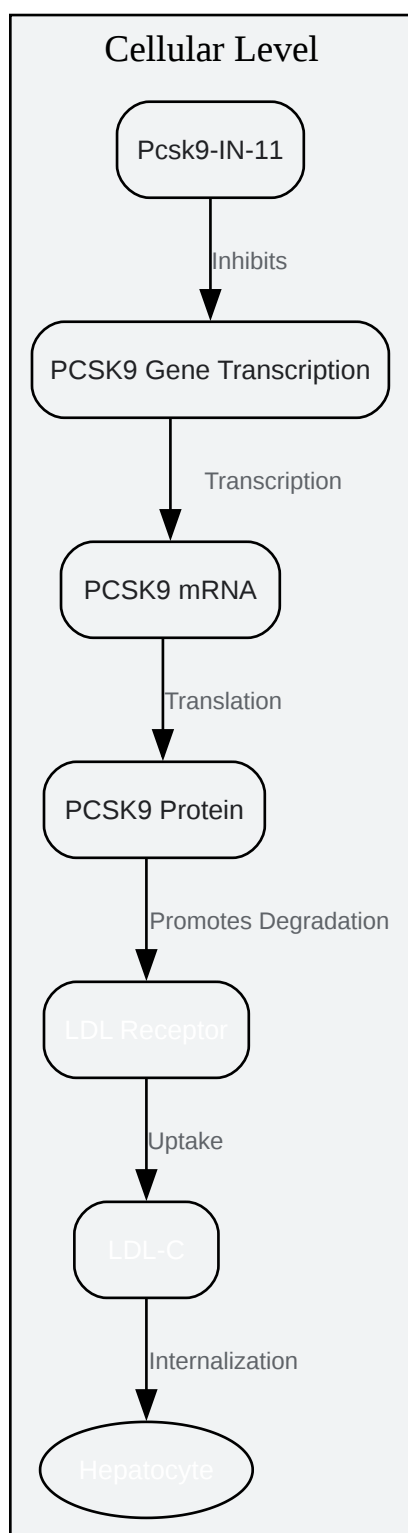 Cellular Level
Pcsk9-IN-11
Inhibits
PCSK9 Gene Transcription
Transcription
PCSK9 mRNA
Translation
PCSK9 Protein
Promotes Degradation
LDL Receptor
Uptake
LDL-C
Internalization
Hepatocyte